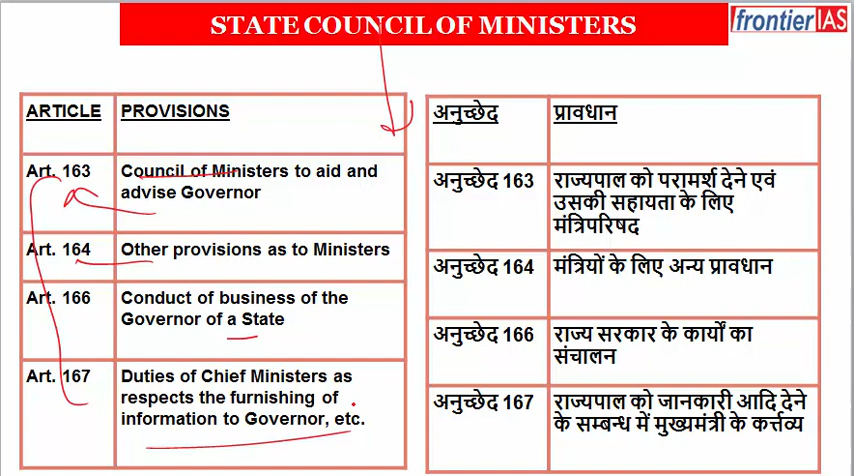 STATE COUNCIL OF MINISTERS
frontier IAS
ARTICLE PROVISIONS
Art. 163 Council of Ministers to aid and
advise Governor
Art. 164 Other provisions as to Ministers
Art. 166 Conduct of business of the
Governor of a State
Art. 167 Duties of Chief Ministers as
respects the furnishing of
information to Governor, etc.
अनुच्छेद प्रावधान
अनुच्छेद 163 राज्यपाल को परामर्श देने एवं
उसकी सहायता के लिए
मंत्रिपरिषद
अनुच्छेद 164 मंत्रियों के लिए अन्य प्रावधान
अनुच्छेद 166 राज्य सरकार के कार्यों का
संचालन
अनुच्छेद 167 राज्यपाल को जानकारी आदि देने
के सम्बन्ध में मुख्यमंत्री के कर्त्तव्य